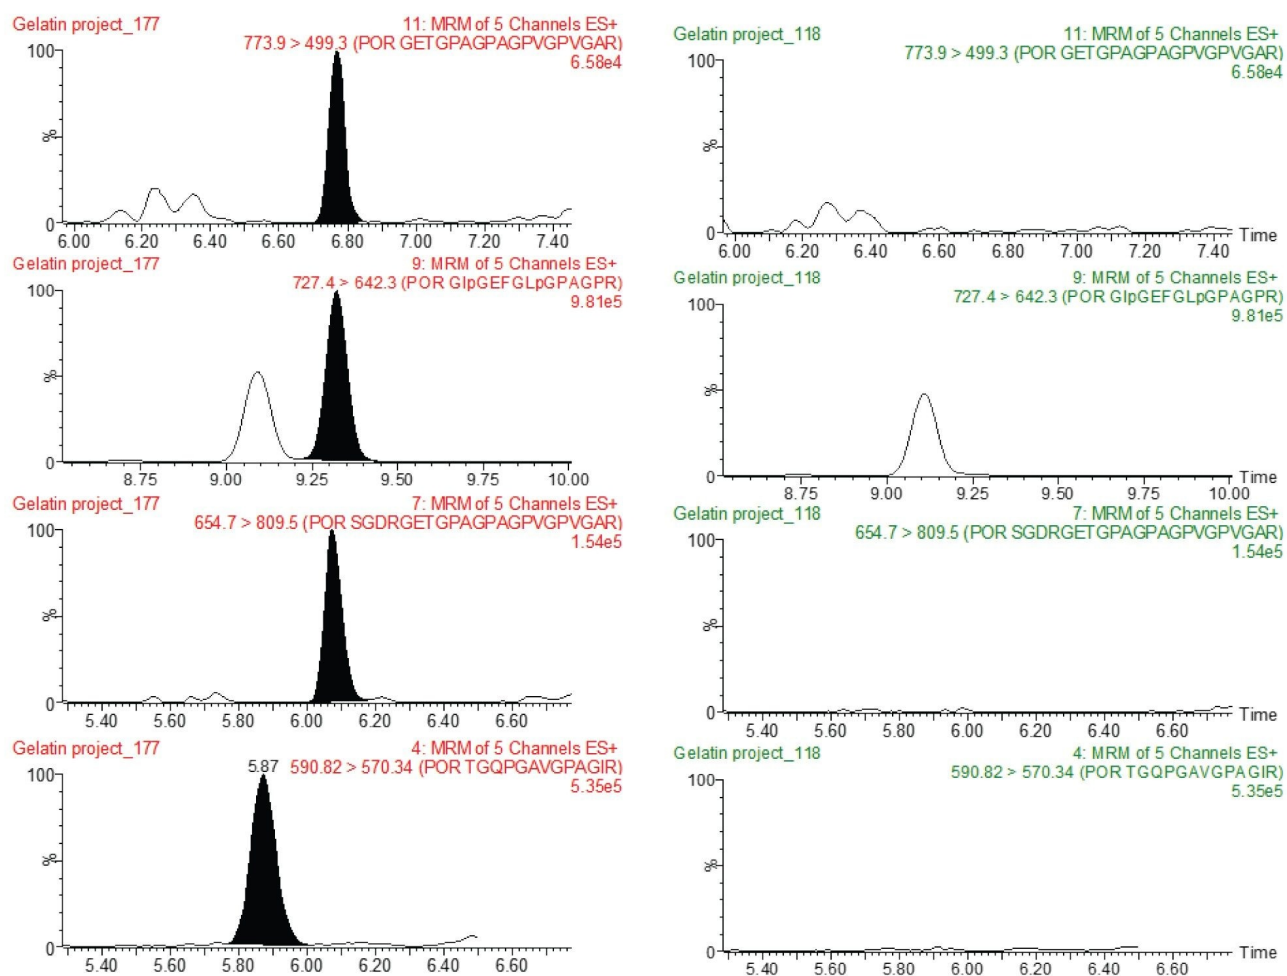 Gelatin project_177
11: MRM of 5 Channels ES+
773.9 > 499.3 (POR GETGPAGPAGPVGPVGAR)
6.58e4
100
%
0
6.00 6.20 6.40 6.60 6.80 7.00 7.20 7.40
Gelatin project_118
11: MRM of 5 Channels ES+
773.9 > 499.3 (POR GETGPAGPAGPVGPVGAR)
6.58e4
100
%
0
6.00 6.20 6.40 6.60 6.80 7.00 7.20 7.40 Time
Gelatin project_177
9: MRM of 5 Channels ES+
727.4 > 642.3 (POR GIpGEFGLpGPAGPR)
9.81e5
100
%
0
8.75 9.00 9.25 9.50 9.75 10.00
Gelatin project_118
9: MRM of 5 Channels ES+
727.4 > 642.3 (POR GIpGEFGLpGPAGPR)
9.81e5
100
%
0
8.75 9.00 9.25 9.50 9.75 10.00 Time
Gelatin project_177
7: MRM of 5 Channels ES+
654.7 > 809.5 (POR SGDRGETGPAGPAGPVGPVGAR)
1.54e5
100
%
0
5.40 5.60 5.80 6.00 6.20 6.40 6.60
Gelatin project_118
7: MRM of 5 Channels ES+
654.7 > 809.5 (POR SGDRGETGPAGPAGPVGPVGAR)
1.54e5
100
%
0
5.40 5.60 5.80 6.00 6.20 6.40 6.60 Time
Gelatin project_177
4: MRM of 5 Channels ES+
5.87 590.82 > 570.34 (POR TGQPGAVGPAGIR)
5.35e5
100
%
0
5.40 5.60 5.80 6.00 6.20 6.40 6.60
Gelatin project_118
4: MRM of 5 Channels ES+
590.82 > 570.34 (POR TGQPGAVGPAGIR)
5.35e5
100
%
0
5.40 5.60 5.80 6.00 6.20 6.40 6.60 Time